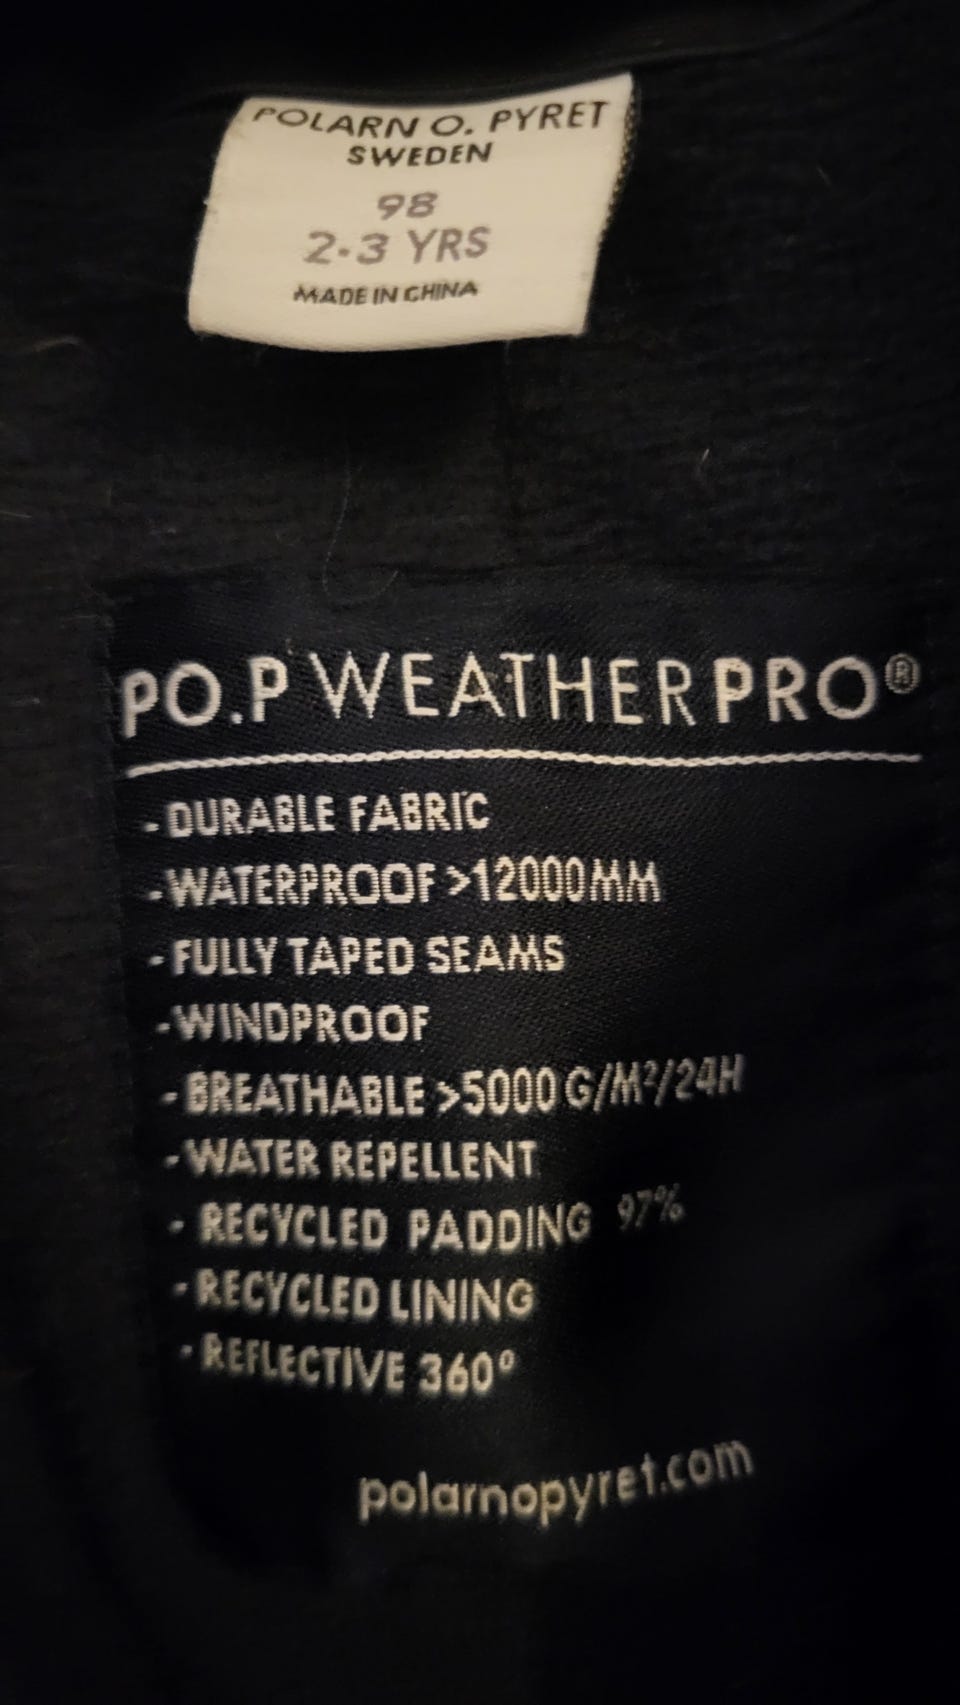 POLARN O. PYRET
SWEDEN
98
2-3 YRS
MADE IN CHINA
PO.P WEATHERPRO®
- DURABLE FABRIC
- WATERPROOF >12000MM
- FULLY TAPED SEAMS
- WINDPROOF
- BREATHABLE >5000 G/M²/24H
- WATER REPELLENT
- RECYCLED PADDING 97%
- RECYCLED LINING
- REFLECTIVE 360°
polarnopyret.com